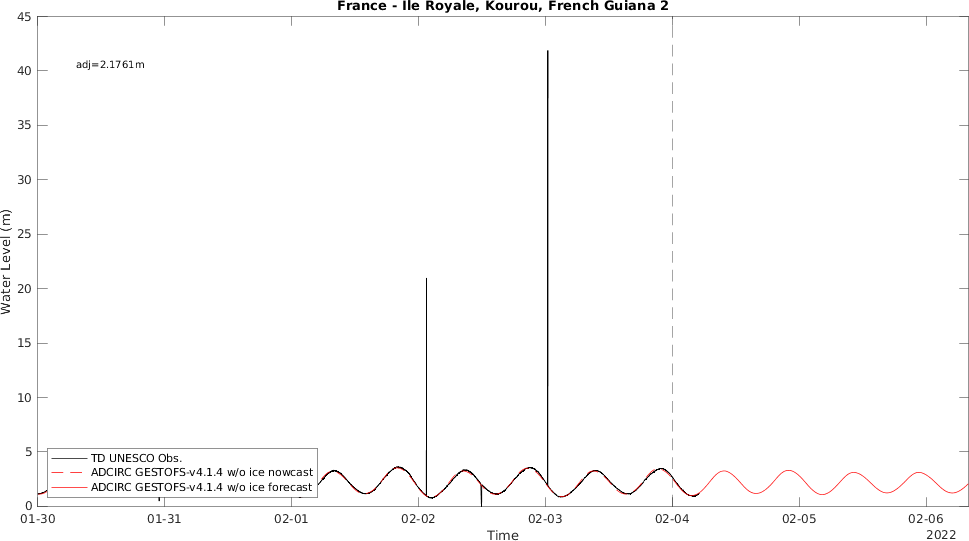 France - Ile Royale, Kourou, French Guiana 2
45
40
35
30
25
20
15
10
5
0
adj=2.1761m
Water Level (m)
TD UNESCO Obs.
ADCIRC GESTOFS-v4.1.4 w/o ice nowcast
ADCIRC GESTOFS-v4.1.4 w/o ice forecast
01-30 01-31 02-01 02-02 02-03 02-04 02-05 02-06
Time
2022